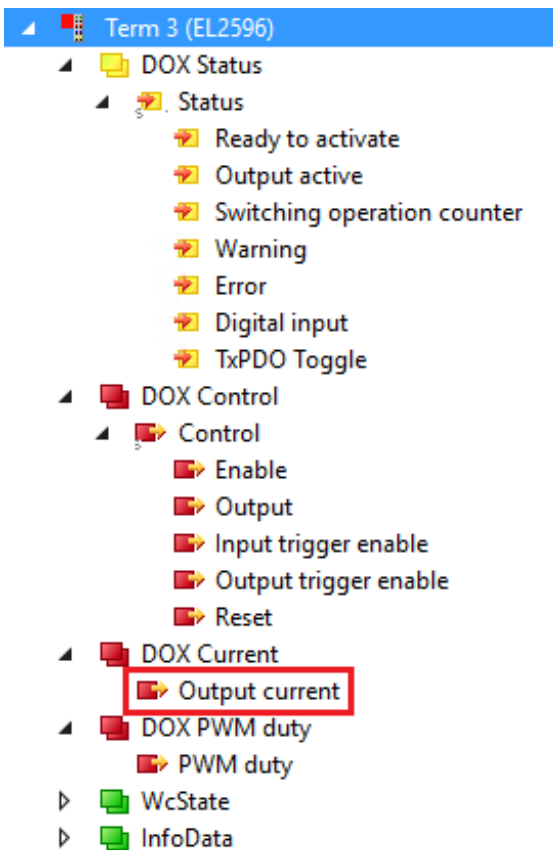 Term 3 (EL2596)
DOX Status
Status
Ready to activate
Output active
Switching operation counter
Warning
Error
Digital input
TxPDO Toggle
DOX Control
Control
Enable
Output
Input trigger enable
Output trigger enable
Reset
DOX Current
Output current
DOX PWM duty
PWM duty
WcState
InfoData